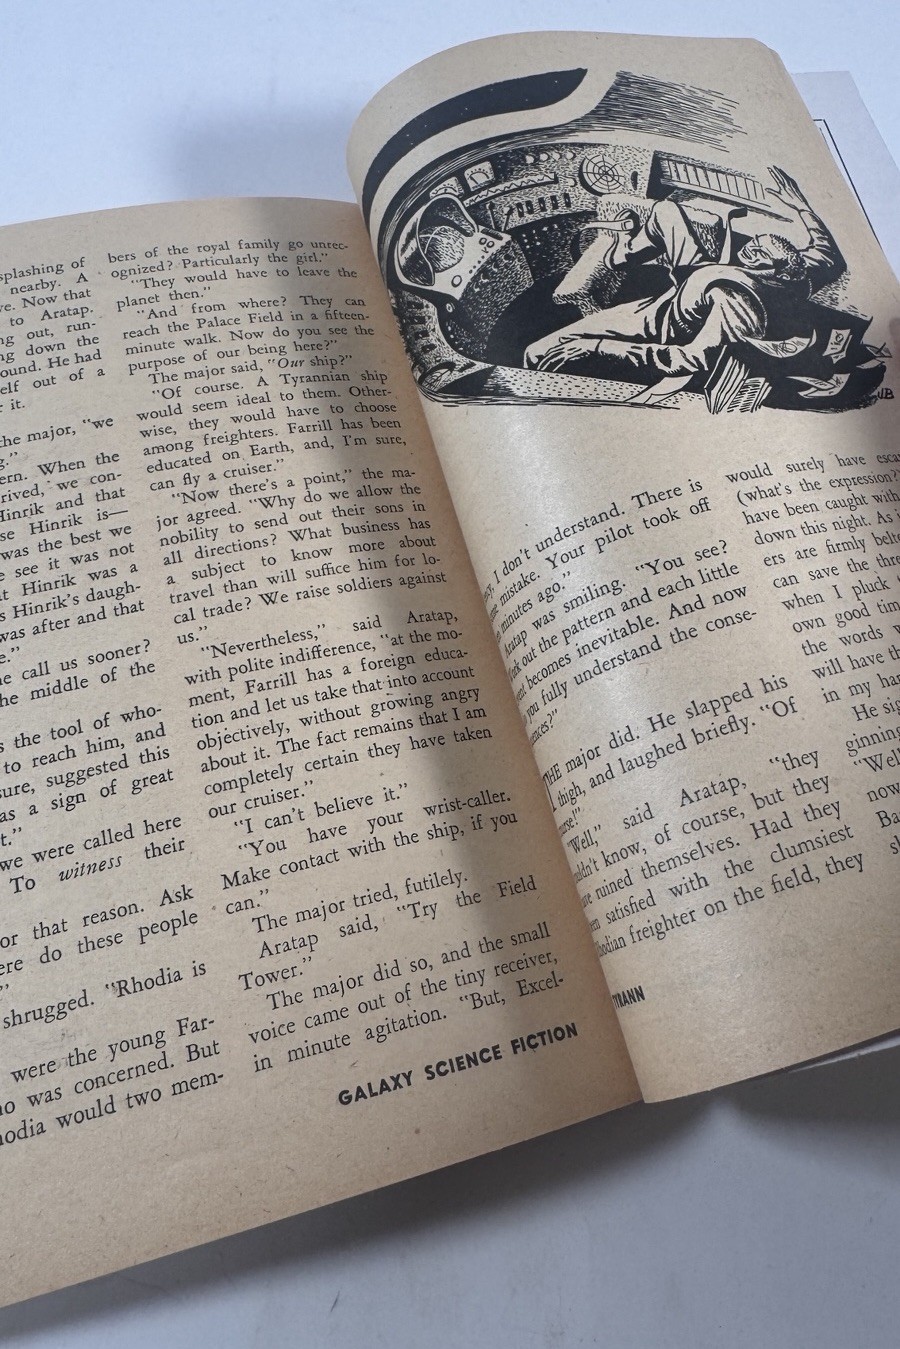 splashing of
nearby. A
ve. Now that
to Aratap.
ng out, run-
ng down the
ound. He had
elf out of a
it.
the major, "we
g."
ern. When the
rived, we con-
Hinrik and that
se Hinrik is—
was the best we
e see it was not
at Hinrik was a
s Hinrik's daugh-
was after and that
e."
e call us sooner?
he middle of the
s the tool of who-
to reach him, and
sure, suggested this
as a sign of great
t."
we were called here
To witness their
or that reason. Ask
ere do these people
shrugged. "Rhodia is
were the young Far-
ho was concerned. But
hodia would two mem-
bers of the royal family go unrec-
ognized? Particularly the girl."
"They would have to leave the
planet then."
"And from where? They can
reach the Palace Field in a fifteen-
minute walk. Now do you see the
purpose of our being here?"
The major said, "Our ship?"
"Of course. A Tyrannian ship
would seem ideal to them. Other-
wise, they would have to choose
among freighters. Farrill has been
educated on Earth, and, I'm sure,
can fly a cruiser."
"Now there's a point," the ma-
jor agreed. "Why do we allow the
nobility to send out their sons in
all directions? What business has
a subject to know more about
travel than will suffice him for lo-
cal trade? We raise soldiers against
us."
"Nevertheless," said Aratap,
with polite indifference, "at the mo-
ment, Farrill has a foreign educa-
tion and let us take that into account
objectively, without growing angry
about it. The fact remains that I am
completely certain they have taken
our cruiser."
"I can't believe it."
"You have your wrist-caller.
Make contact with the ship, if you
can."
The major tried, futilely.
Aratap said, "Try the Field
Tower."
The major did so, and the small
voice came out of the tiny receiver,
in minute agitation. "But, Excel-
GALAXY SCIENCE FICTION
JB
I don't understand. There is
mistake. Your pilot took off
minutes ago."
Aratap was smiling. "You see?
out the pattern and each little
becomes inevitable. And now
you fully understand the conse-
ences?"
THE major did. He slapped his
thigh, and laughed briefly. "Of
urse!"
"Well," said Aratap, "they
ldn't know, of course, but they
ruined themselves. Had they
satisfied with the clumsiest
hodian freighter on the field, they
would surely have esca
(what's the expression?
have been caught with
down this night. As i
ers are firmly belte
can save the thre
when I pluck
own good tim
the words w
will have th
in my har
He sig
ginning
"Well
now
Ba
s
TYRANN